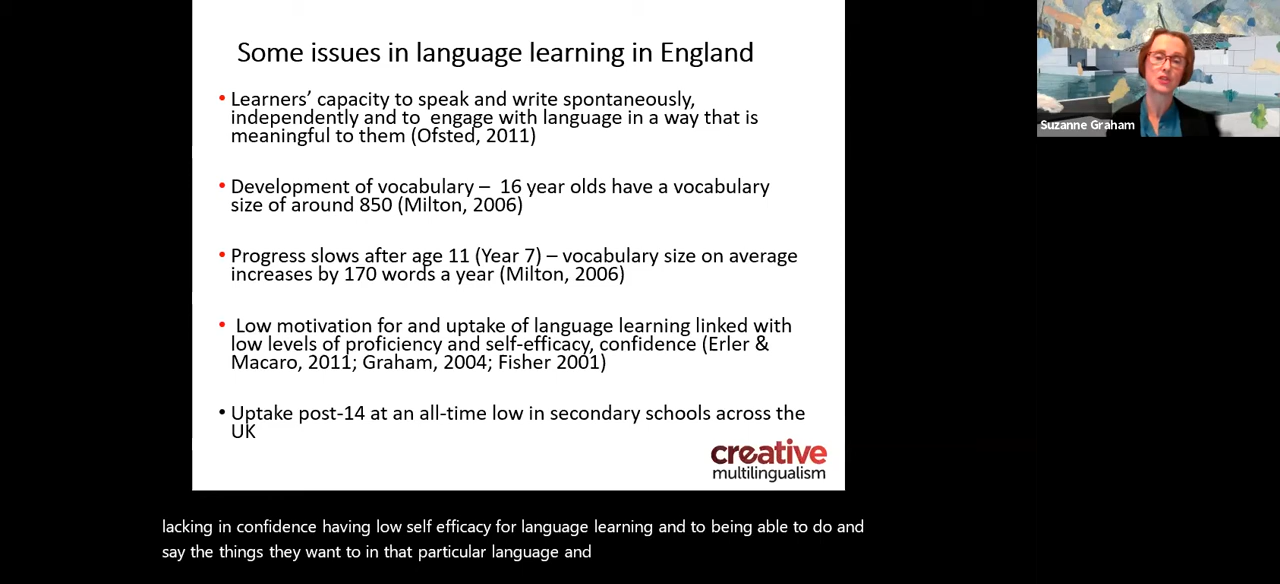 Some issues in language learning in England
• Learners’ capacity to speak and write spontaneously,
independently and to  engage with language in a way that is
meaningful to them (Ofsted, 2011)
• Development of vocabulary –  16 year olds have a vocabulary
size of around 850 (Milton, 2006)
• Progress slows after age 11 (Year 7) – vocabulary size on average
increases by 170 words a year (Milton, 2006)
• Low motivation for and uptake of language learning linked with
low levels of proficiency and self-efficacy, confidence (Erler &
Macaro, 2011; Graham, 2004; Fisher 2001)
• Uptake post-14 at an all-time low in secondary schools across the
UK
creative
multilingualism
Suzanne Graham
lacking in confidence having low self efficacy for language learning and to being able to do and
say the things they want to in that particular language and